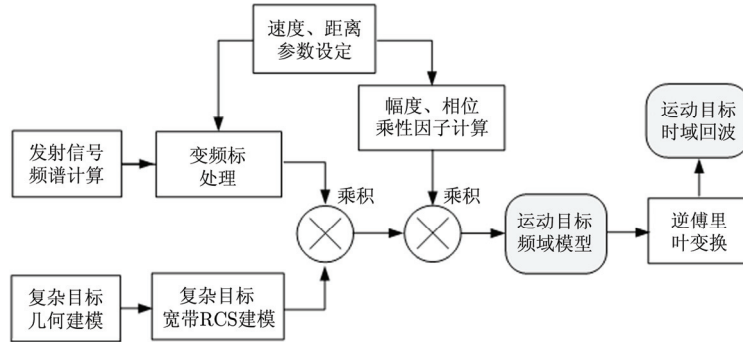 速度、距离
参数设定
幅度、相位
乘性因子计算
运动目标
时域回波
发射信号
频谱计算
变频标
处理
乘积
乘积
运动目标
频域模型
逆傅里
叶变换
复杂目标
几何建模
复杂目标
宽带RCS建模